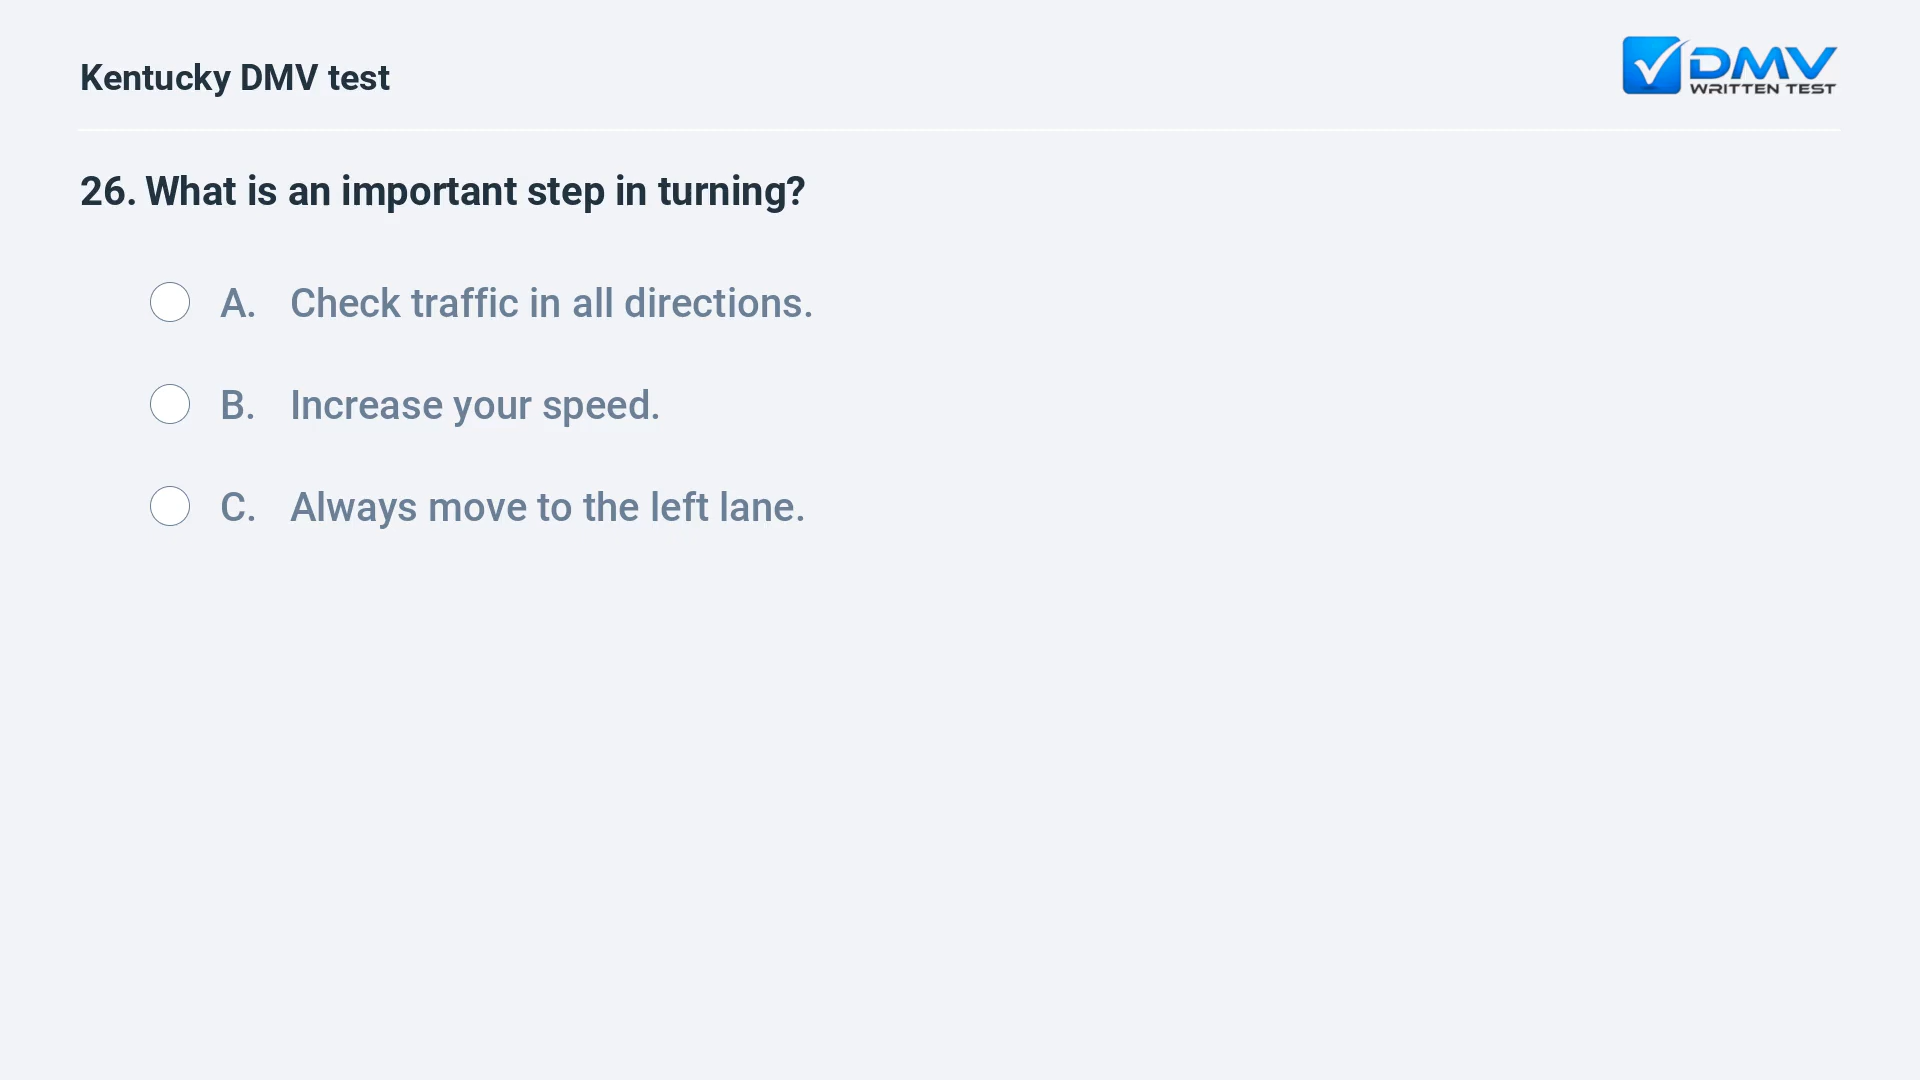 Kentucky DMV test
DMV
WRITTEN TEST
26. What is an important step in turning?
A. Check traffic in all directions.
B. Increase your speed.
C. Always move to the left lane.